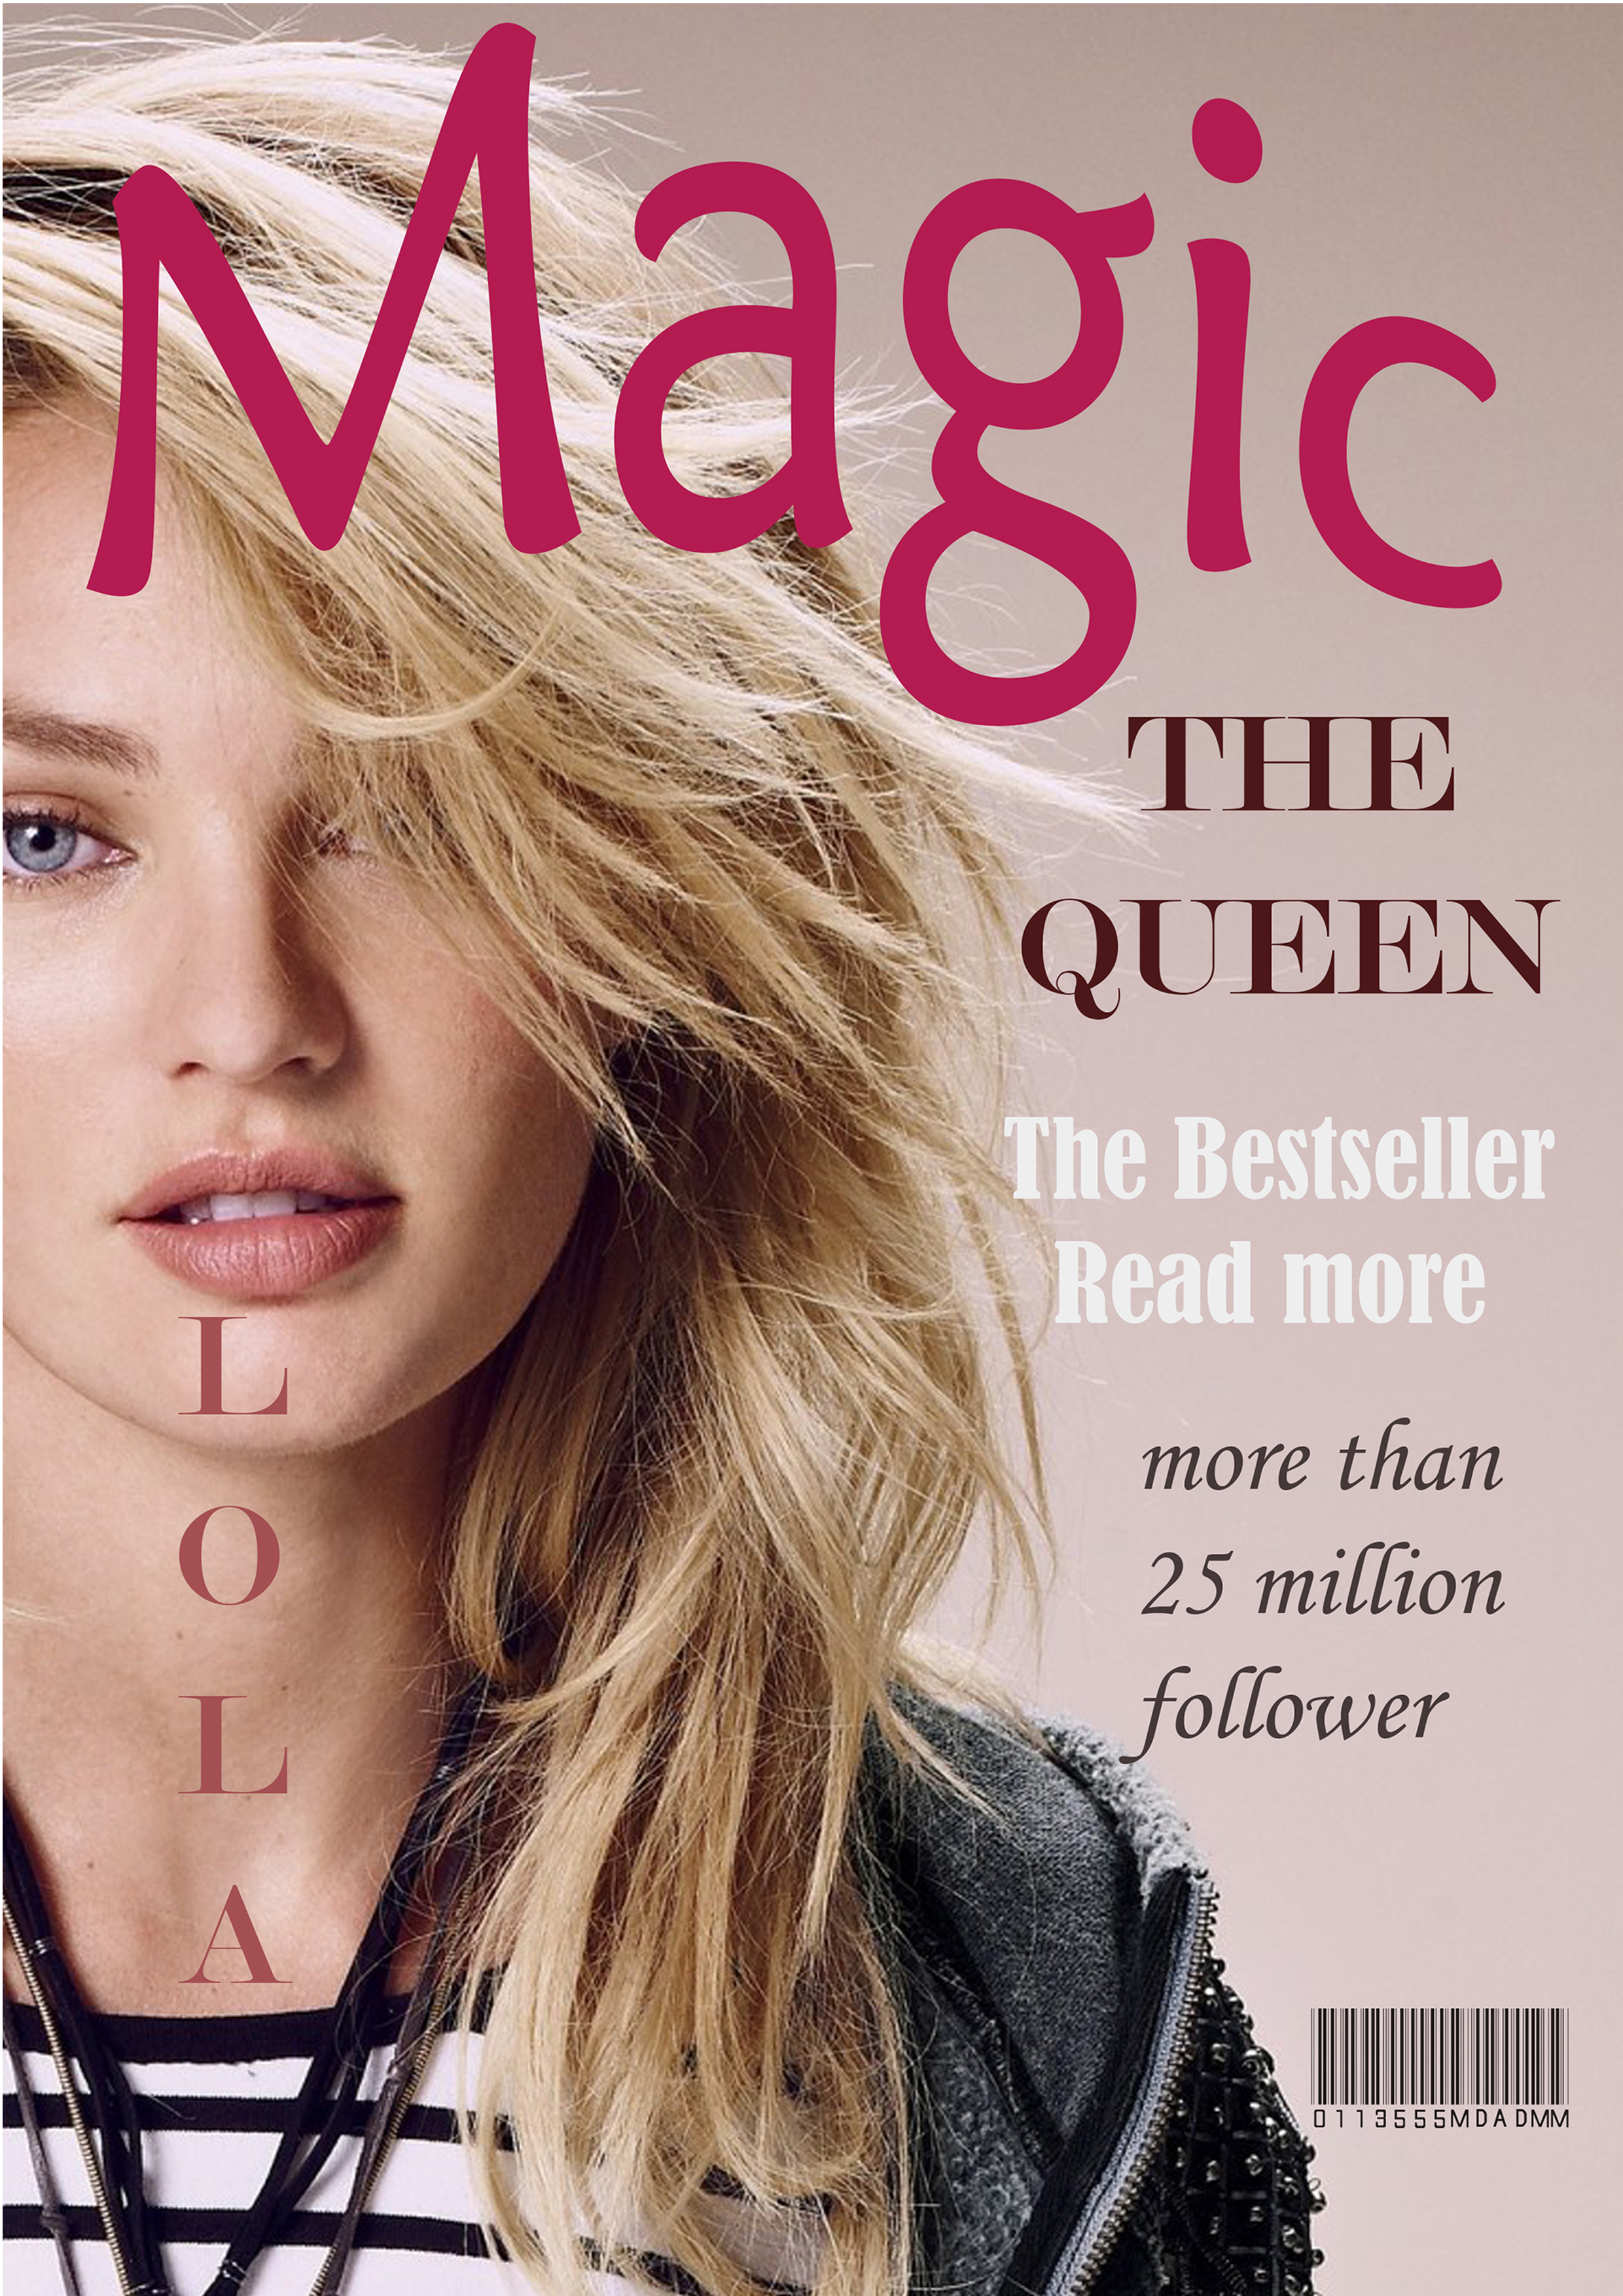 Magic
THE
QUEEN
The Bestseller
Read more
more than
25 million
follower
L
O
L
A
0113555MDADMM